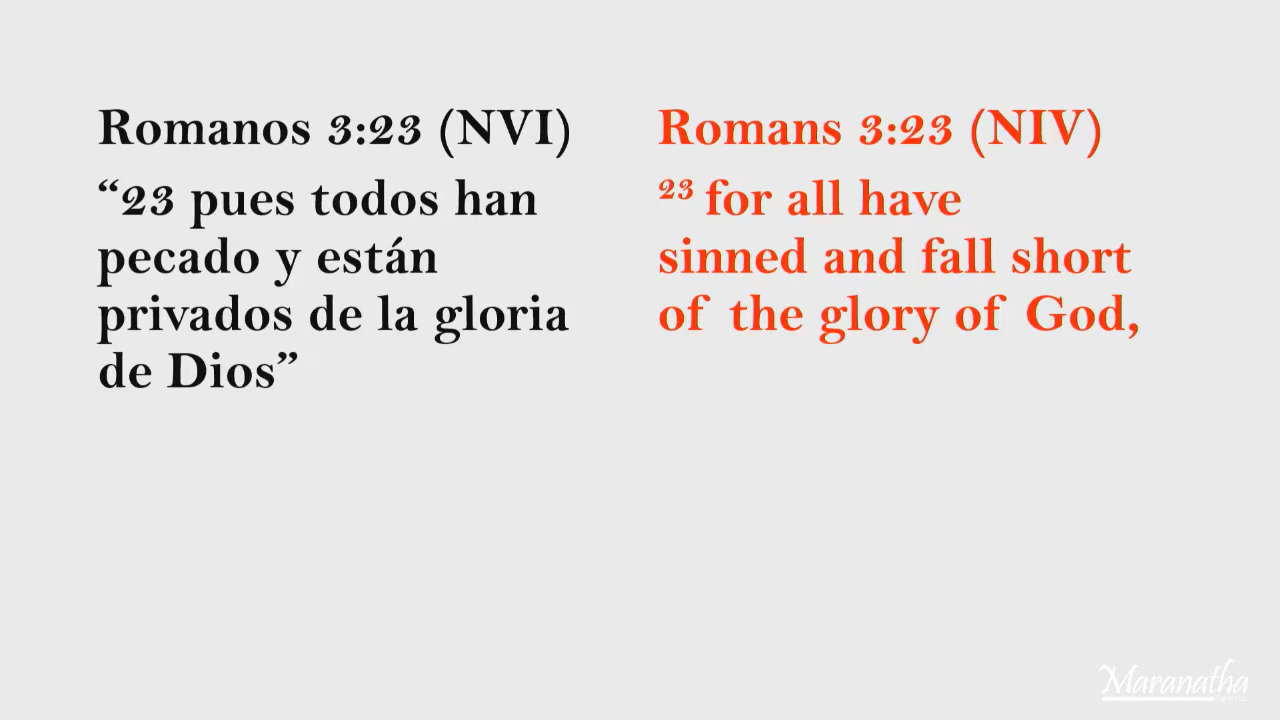 Romanos 3:23 (NVI)
“23 pues todos han
pecado y están
privados de la gloria
de Dios”
Romans 3:23 (NIV)
23 for all have
sinned and fall short
of the glory of God,
Maranatha